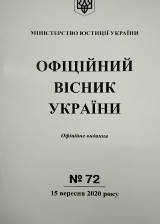 МІНІСТЕРСТВО ЮСТИЦІЇ УКРАЇНИ
ОФІЦІЙНИЙ
ВІСНИК
УКРАЇНИ
Офіційне видання
№ 72
15 вересня 2020 року